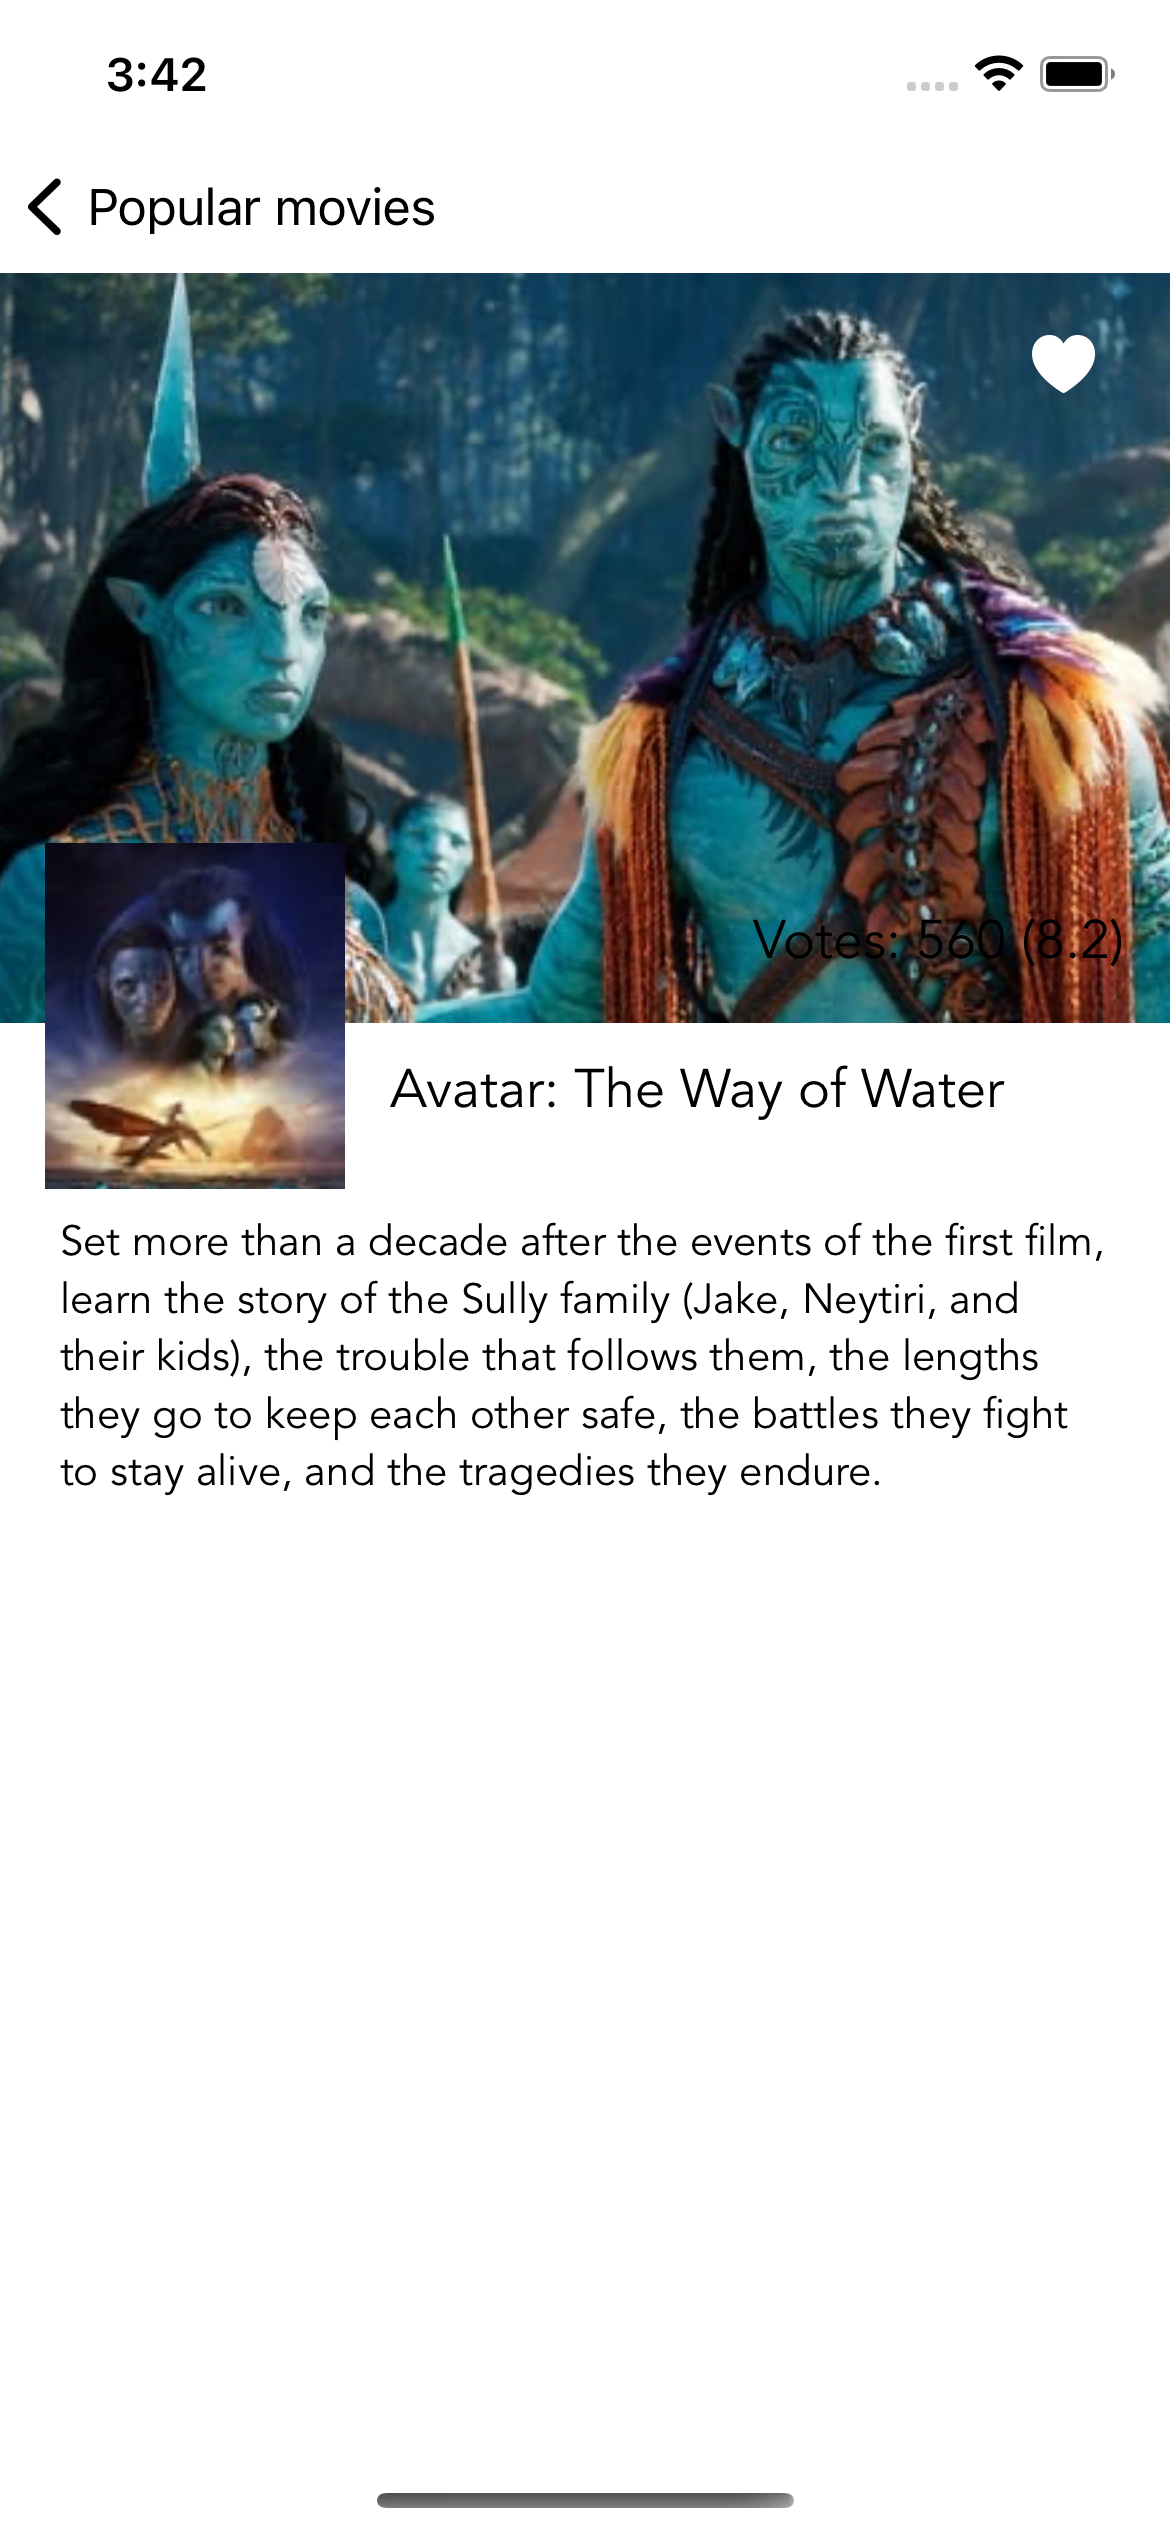 3:42
Popular movies
Votes: 560 (8.2)
Avatar: The Way of Water
Set more than a decade after the events of the first film,
learn the story of the Sully family (Jake, Neytiri, and
their kids), the trouble that follows them, the lengths
they go to keep each other safe, the battles they fight
to stay alive, and the tragedies they endure.